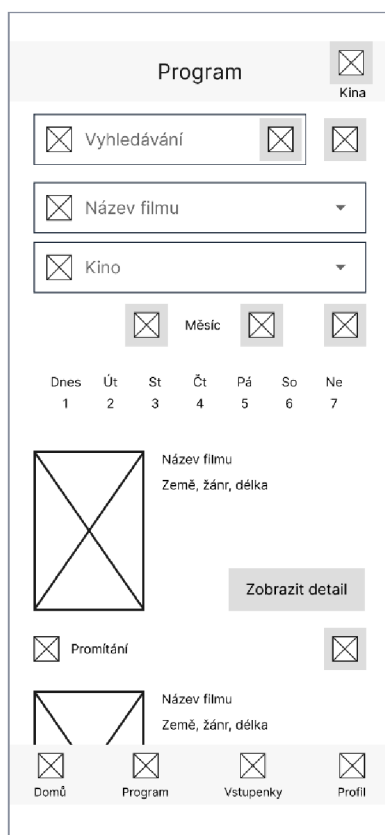 Program
Kina
Vyhledávání
Název filmu
Kino
Měsíc
Dnes Út St Čt Pá So Ne
1 2 3 4 5 6 7
Název filmu
Země, žánr, délka
Zobrazit detail
Promítání
Název filmu
Země, žánr, délka
Domů Program Vstupenky Profil